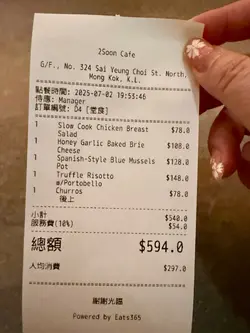 2Soon Cafe
G/F., No. 324 Sai Yeung Choi St. North,
Mong Kok, K.L.
點餐時間: 2025-07-02 19:53:46
侍應: Manager
訂單編號: D4 [堂食]
1 Slow Cook Chicken Breast $78.0
Salad
1 Honey Garlic Baked Brie $108.0
Cheese
1 Spanish-Style Blue Mussels $128.0
Pot
1 Truffle Risotto $148.0
w/Portobello
1 Churros $78.0
後上
小計 $540.0
服務費(10%) $54.0
總額 $594.0
人均消費 $297.0
謝謝光臨
Powered by Eats365